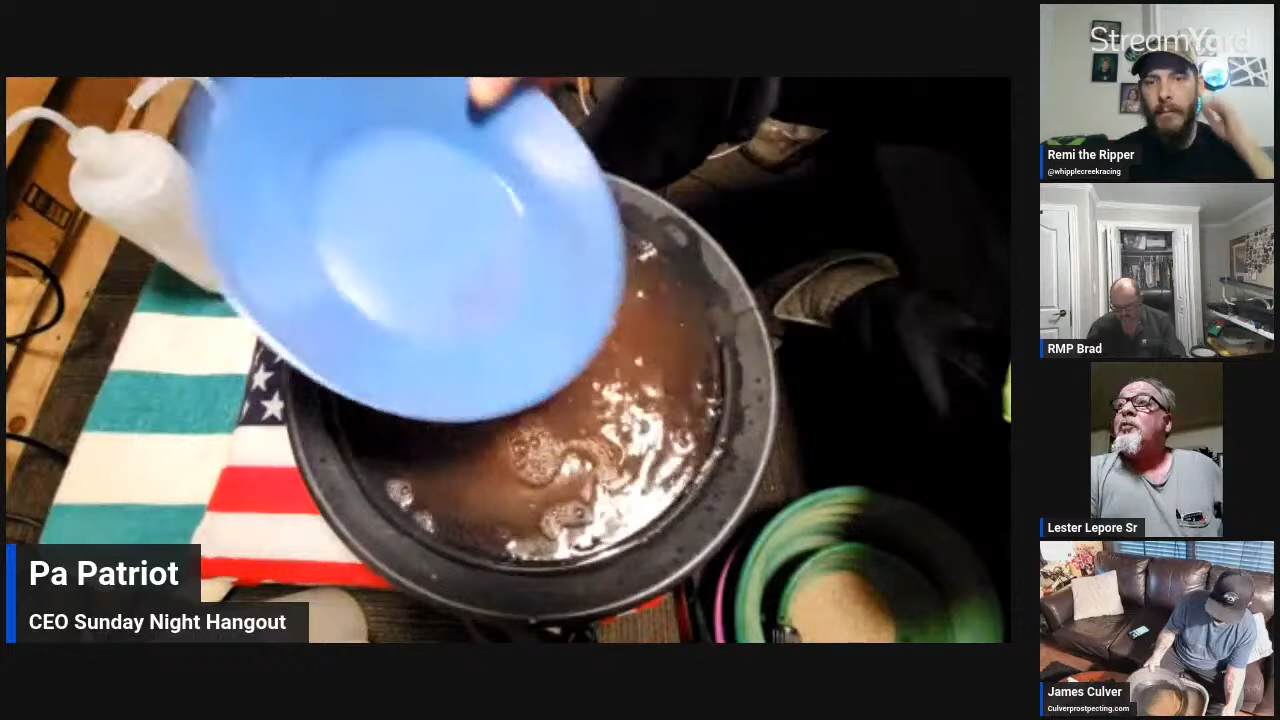 Pa Patriot
CEO Sunday Night Hangout
StreamYard
Remi the Ripper
@whipplecreekracing
RMP Brad
Lester Lepore Sr
James Culver
Culverprostpecting.com